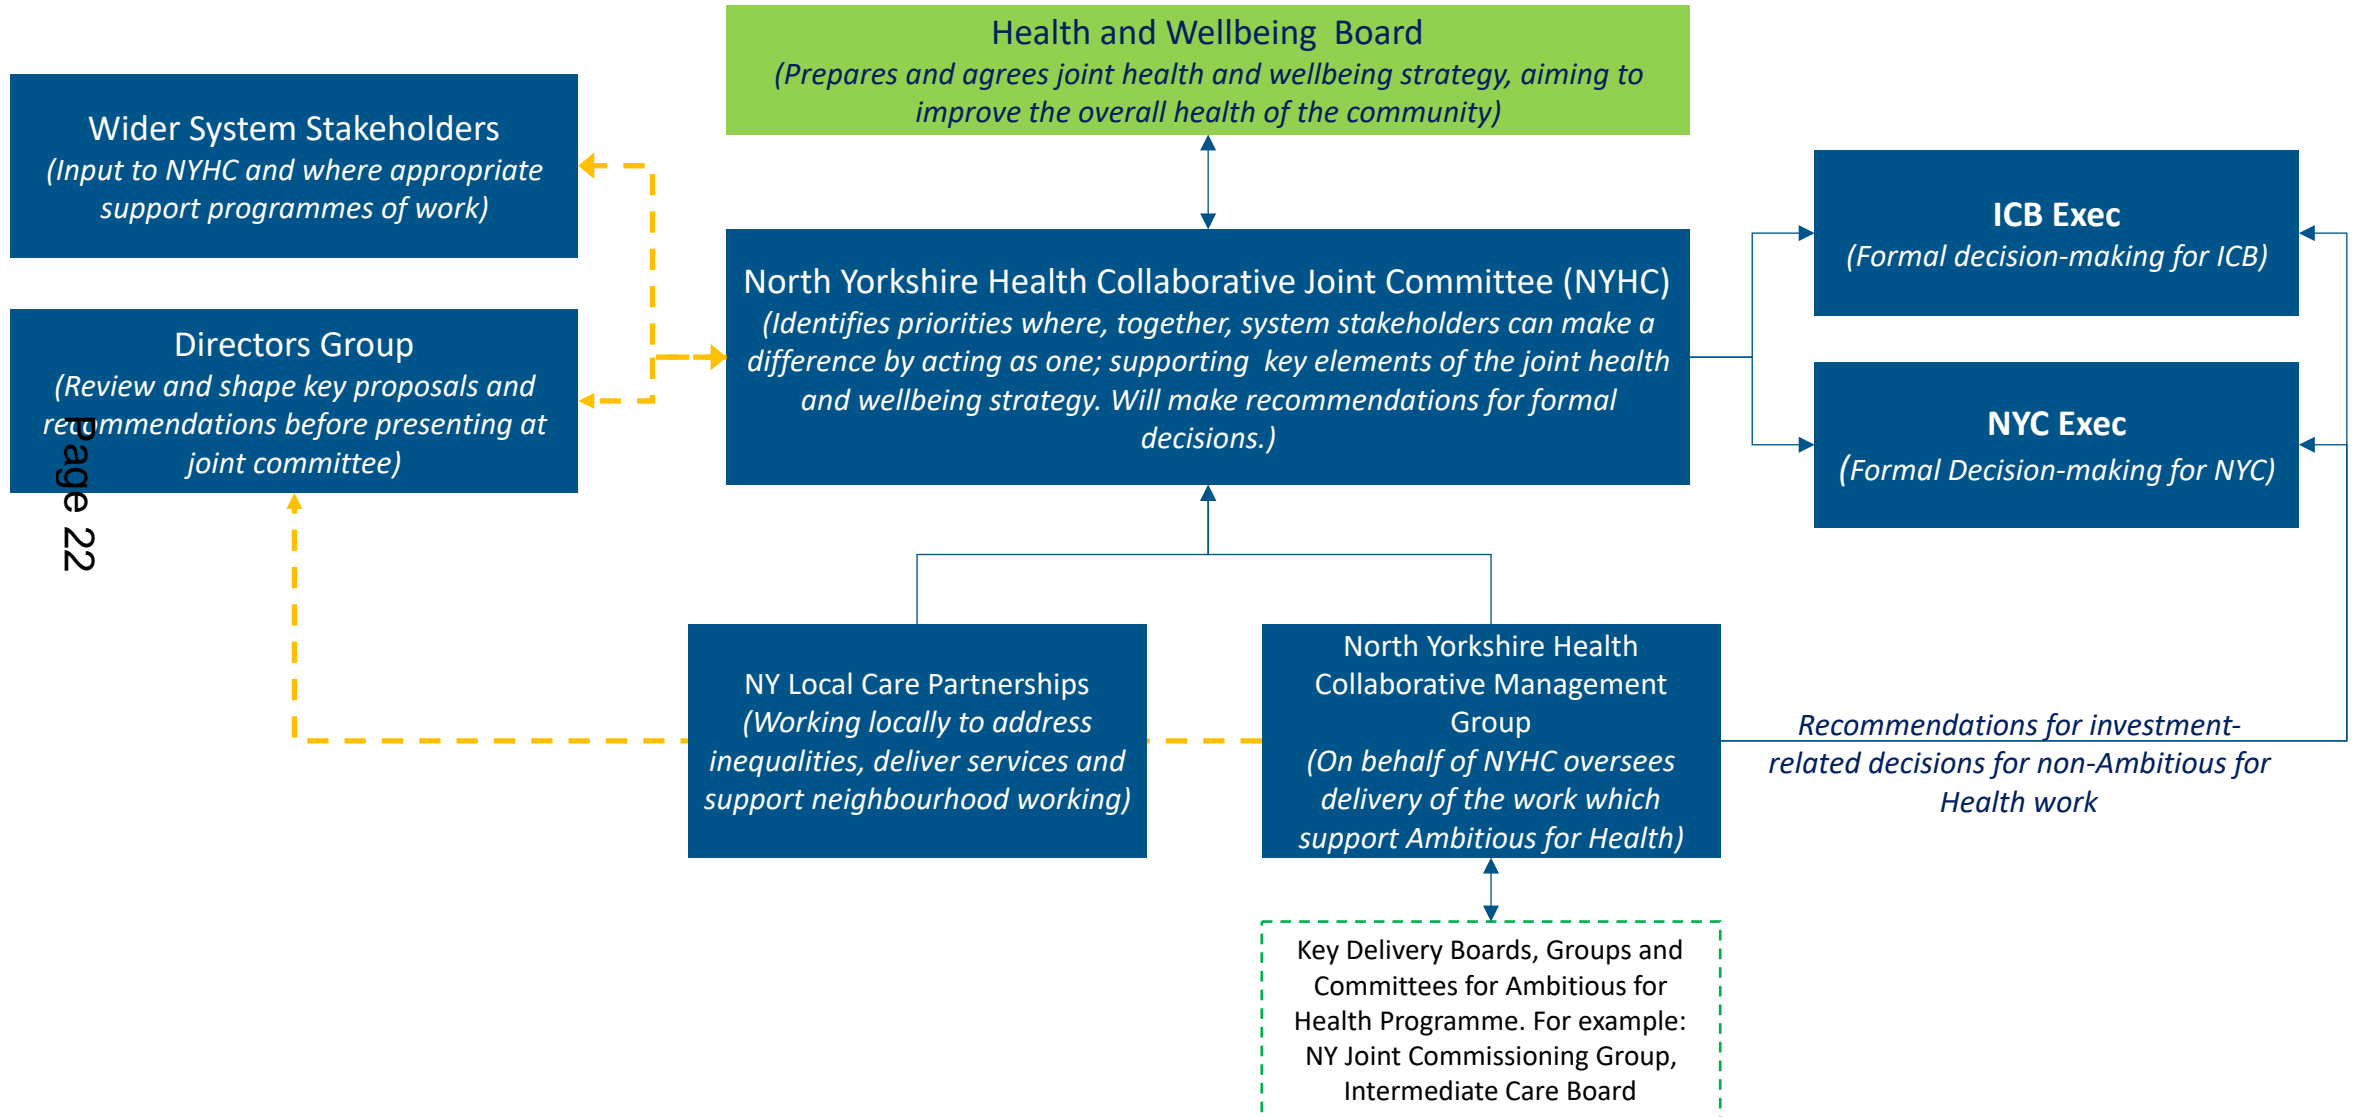 Health and Wellbeing Board
(Prepares and agrees joint health and wellbeing strategy, aiming to
improve the overall health of the community)
Wider System Stakeholders
(Input to NYHC and where appropriate
support programmes of work)
Directors Group
(Review and shape key proposals and
recommendations before presenting at
joint committee)
Page 22
North Yorkshire Health Collaborative Joint Committee (NYHC)
(Identifies priorities where, together, system stakeholders can make a
difference by acting as one; supporting key elements of the joint health
and wellbeing strategy. Will make recommendations for formal
decisions.)
ICB Exec
(Formal decision-making for ICB)
NYC Exec
(Formal Decision-making for NYC)
NY Local Care Partnerships
(Working locally to address
inequalities, deliver services and
support neighbourhood working)
North Yorkshire Health
Collaborative Management
Group
(On behalf of NYHC oversees
delivery of the work which
support Ambitious for Health)
Recommendations for investment-
related decisions for non-Ambitious for
Health work
Key Delivery Boards, Groups and
Committees for Ambitious for
Health Programme. For example:
NY Joint Commissioning Group,
Intermediate Care Board